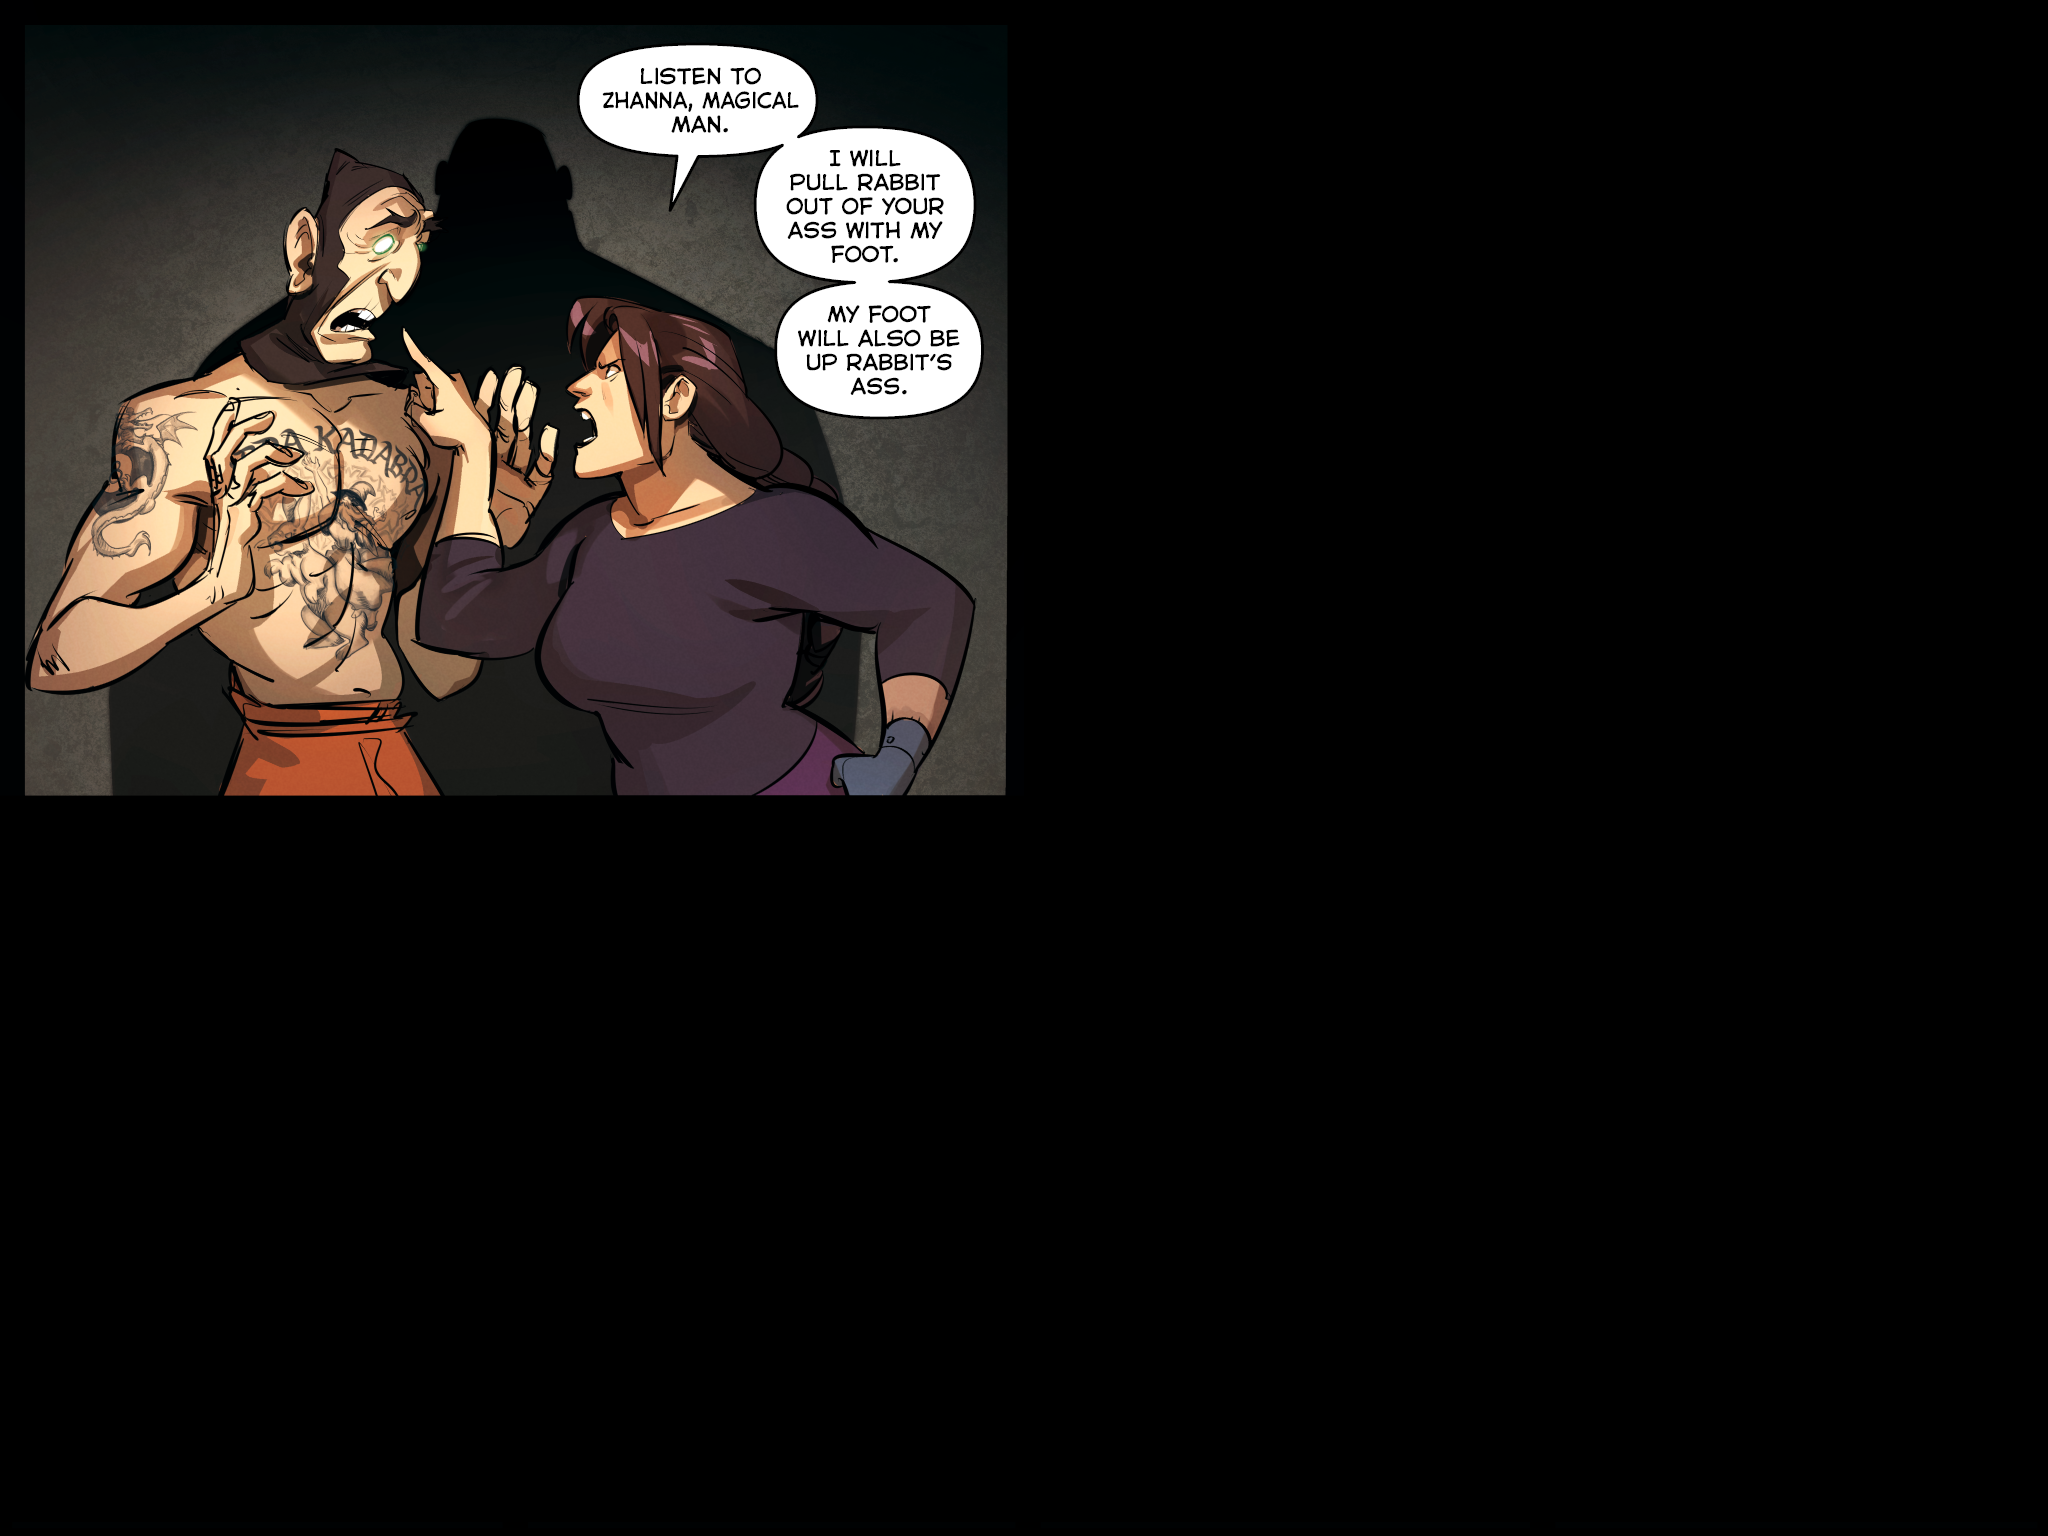 LISTEN TO
ZHANNA, MAGICAL
MAN.
I WILL
PULL RABBIT
OUT OF YOUR
ASS WITH MY
FOOT.
MY FOOT
WILL ALSO BE
UP RABBIT'S
ASS.
KADABRA